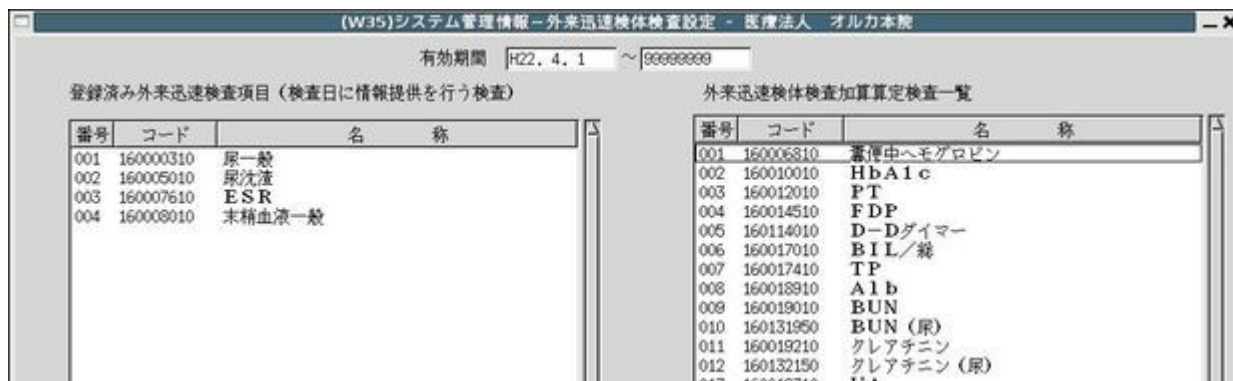 (W35)システム管理情報－外来迅速検体検査設定 - 医療法人 オルカ本院
有効期間 H22. 4. 1 ～ 99999999
登録済み外来迅速検査項目（検査日に情報提供を行う検査）
番号 コード 名 称
001 160000310 尿一般
002 160005010 尿沈渣
003 160007610 ＥＳＲ
004 160008010 末梢血液一般
外来迅速検体検査加算算定検査一覧
番号 コード 名 称
001 160006810 糞便中ヘモグロビン
002 160010010 ＨｂＡ１ｃ
003 160012010 ＰＴ
004 160014510 ＦＤＰ
005 160114010 Ｄ－Ｄダイマー
006 160017010 ＢＩＬ／総
007 160017410 ＴＰ
008 160018910 Ａｌｂ
009 160019010 ＢＵＮ
010 160131950 ＢＵＮ（尿）
011 160019210 クレアチニン
012 160132150 クレアチニン（尿）